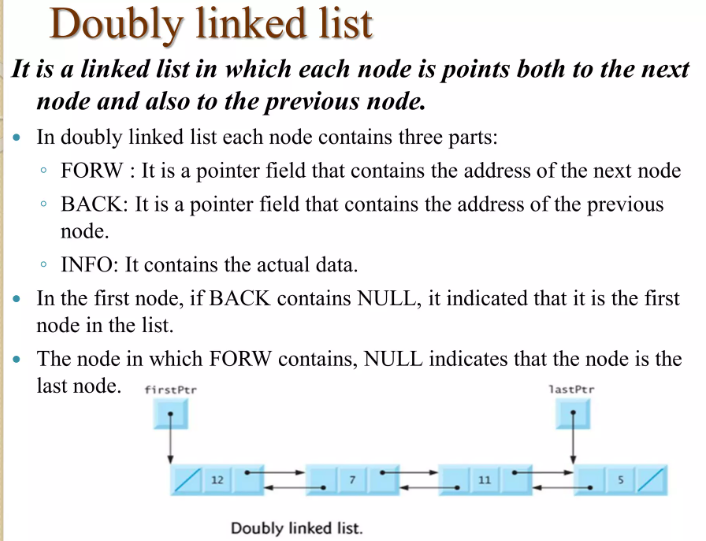 Doubly linked list
It is a linked list in which each node is points both to the next
node and also to the previous node.
• In doubly linked list each node contains three parts:
◦ FORW : It is a pointer field that contains the address of the next node
◦ BACK: It is a pointer field that contains the address of the previous
node.
◦ INFO: It contains the actual data.
• In the first node, if BACK contains NULL, it indicated that it is the first
node in the list.
• The node in which FORW contains, NULL indicates that the node is the
last node.
firstPtr lastPtr
12 7 11 5
Doubly linked list.